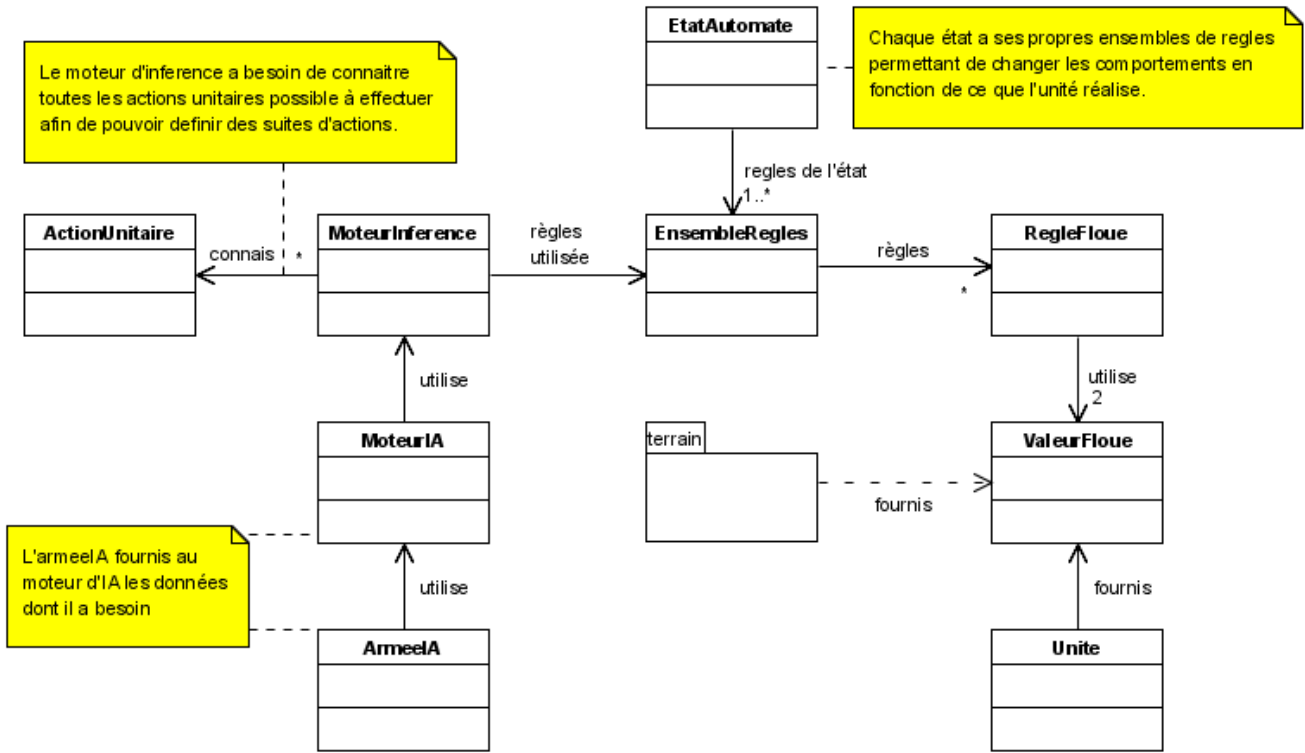 EtatAutomate
Chaque état a ses propres ensembles de regles
permettant de changer les comportements en
fonction de ce que l'unité réalise.
Le moteur d'inference a besoin de connaitre
toutes les actions unitaires possible à effectuer
afin de pouvoir definir des suites d'actions.
regles de l'état
1..*
ActionUnitaire
connais
*
MoteurInference
règles
utilisée
EnsembleRegles
règles
*
RegleFloue
utilise
utilise
2
MoteurIA
terrain
fournis
ValeurFloue
L'armeeIA fournis au
moteur d'IA les données
dont il a besoin
utilise
fournis
ArmeeIA
Unite